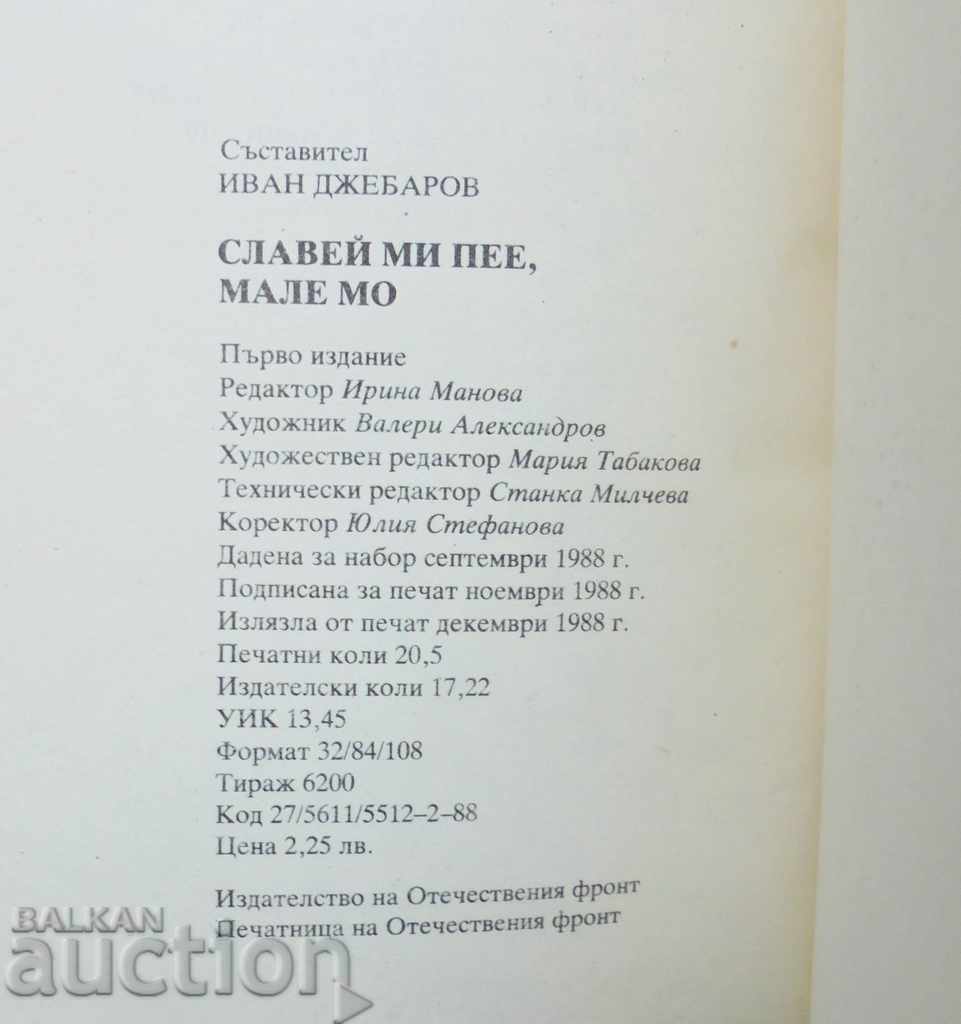 Съставител
ИВАН ДЖЕБАРОВ
СЛАВЕЙ МИ ПЕЕ,
МАЛЕ МО
Първо издание
Редактор Ирина Манова
Художник Валери Александров
Художествен редактор Мария Табакова
Технически редактор Станка Милчева
Коректор Юлия Стефанова
Дадена за набор септември 1988 г.
Подписана за печат ноември 1988 г.
Излязла от печат декември 1988 г.
Печатни коли 20,5
Издателски коли 17,22
УИК 13,45
Формат 32/84/108
Тираж 6200
Код 27/5611/5512–2–88
Цена 2,25 лв.
Издателство на Отечествения фронт
Печатница на Отечествения фронт
BALKAN
auction